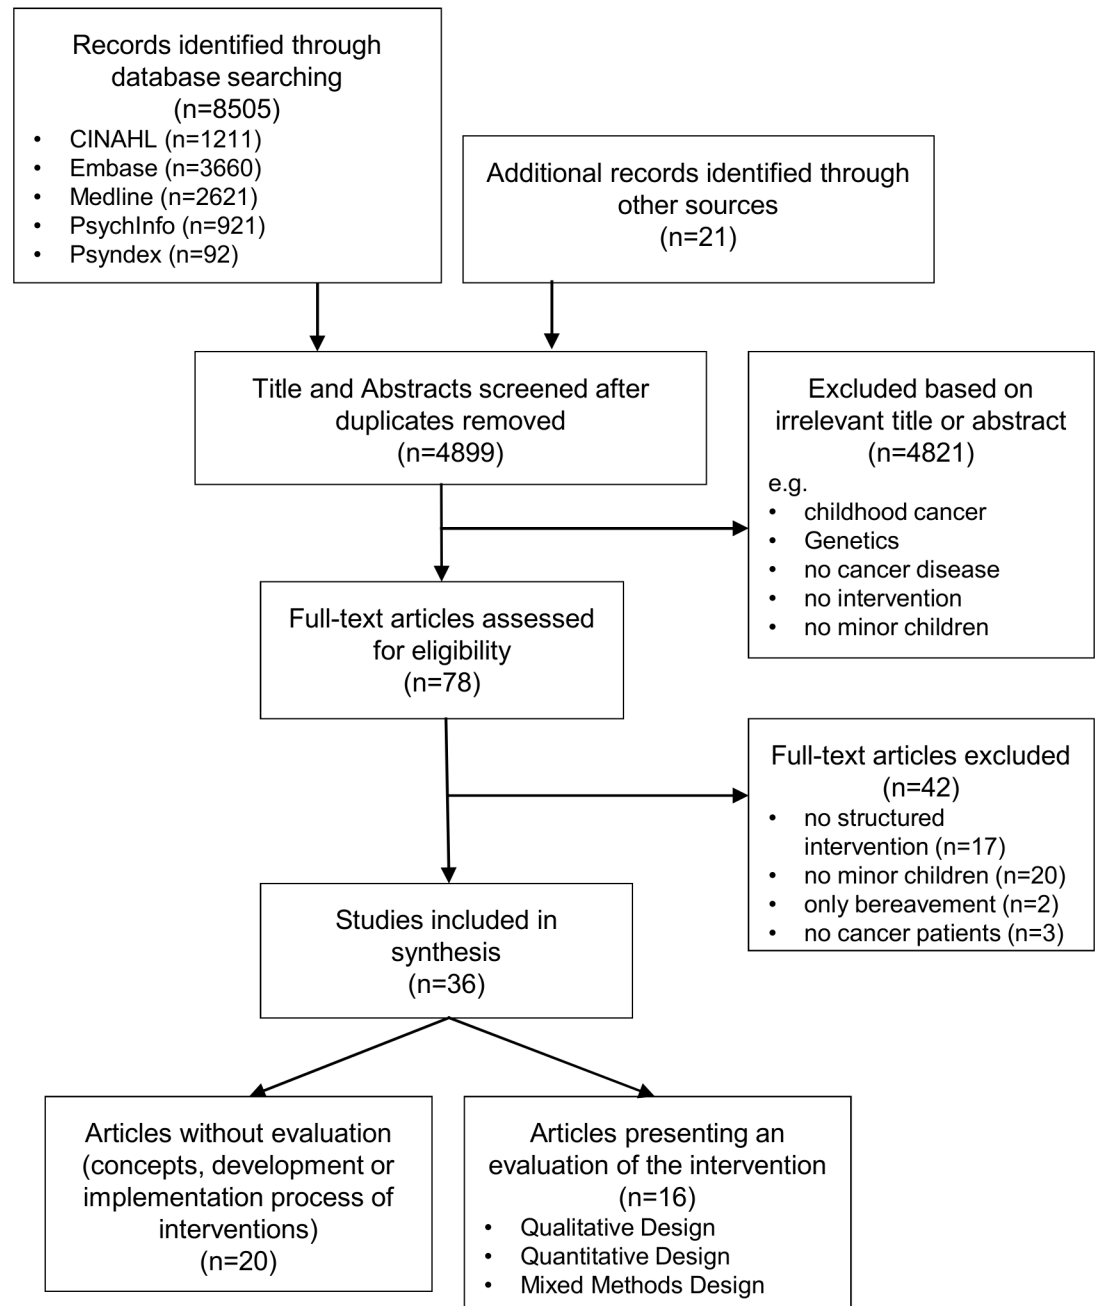 Records identified through
database searching
(n=8505)
• CINAHL (n=1211)
• Embase (n=3660)
• Medline (n=2621)
• PsychInfo (n=921)
• Psyndex (n=92)
Additional records identified through
other sources
(n=21)
Title and Abstracts screened after
duplicates removed
(n=4899)
Excluded based on
irrelevant title or abstract
(n=4821)
e.g.
• childhood cancer
• Genetics
• no cancer disease
• no intervention
• no minor children
Full-text articles assessed
for eligibility
(n=78)
Full-text articles excluded
(n=42)
• no structured
intervention (n=17)
• no minor children (n=20)
• only bereavement (n=2)
• no cancer patients (n=3)
Studies included in
synthesis
(n=36)
Articles without evaluation
(concepts, development or
implementation process of
interventions)
(n=20)
Articles presenting an
evaluation of the intervention
(n=16)
• Qualitative Design
• Quantitative Design
• Mixed Methods Design